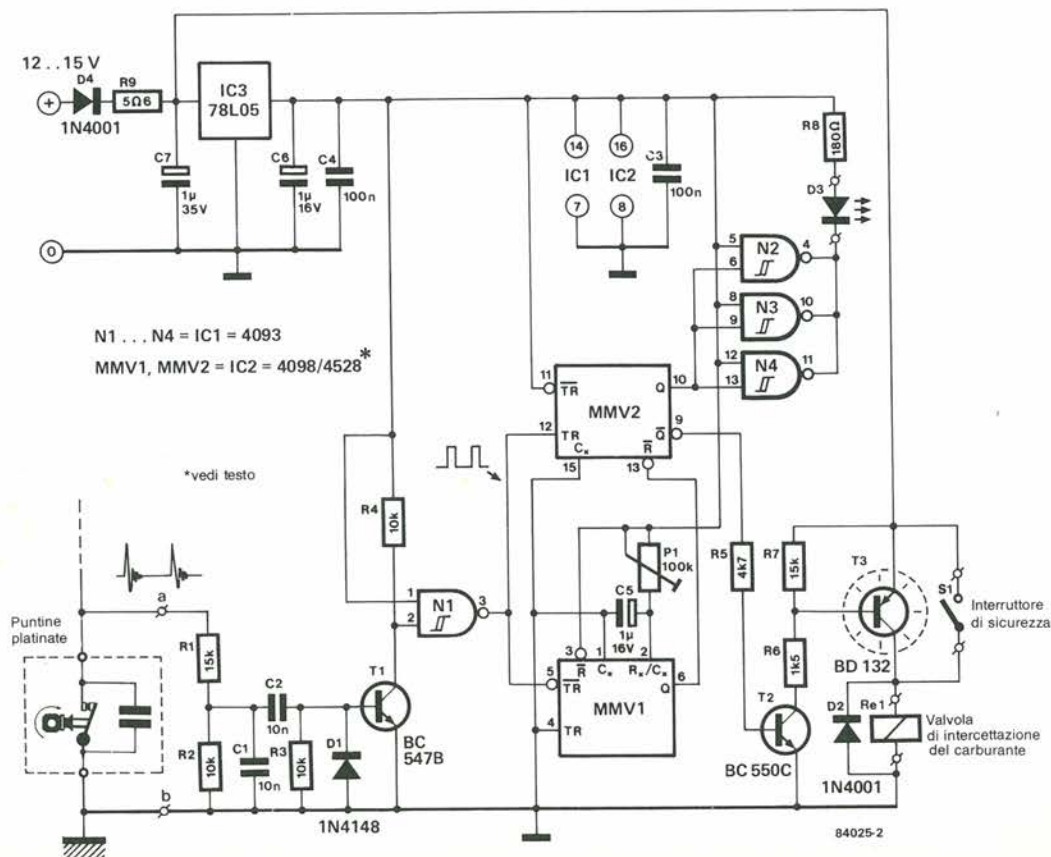 12 . . 15 V
D4
1N4001
R9
5Ω6
IC3
78L05
C7
1μ
35V
C6
1μ
16V
C4
100n
0
14
16
IC1
IC2
7
8
C3
100n
R8
180Ω
D3
5
6
N2
4
8
9
N3
10
12
13
N4
11
N1 . . . N4 = IC1 = 4093
MMV1, MMV2 = IC2 = 4098/4528*
*vedi testo
11
TR
Q
10
MMV2
12
TR
Q
9
Cx
R
15
13
R4
10k
1
2
N1
3
P1
100k
C5
1μ
16V
3
R
1
Cx
2
Rx/Cx
5
TR
Q
6
MMV1
4
TR
R5
4k7
R7
15k
T3
BD 132
S1
Interruttore
di sicurezza
R6
1k5
T2
BC 550C
D2
1N4001
Re1
Valvola
di intercettazione
del carburante
Puntine
platinate
a
R1
15k
C2
10n
T1
BC
547B
R2
10k
C1
10n
R3
10k
D1
1N4148
b
84025-2